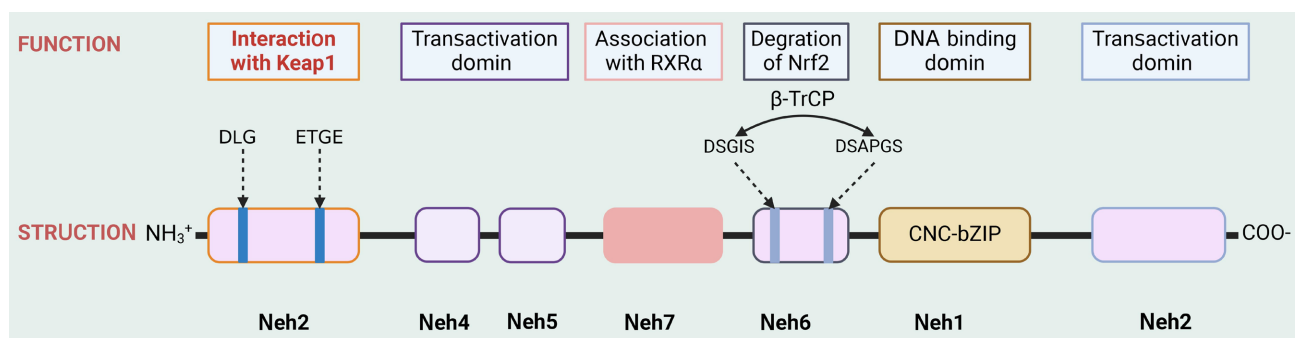 FUNCTION
Interaction
with Keap1
Transactivation
domin
Association
with RXRα
Degration
of Nrf2
DNA binding
domin
Transactivation
domin
β-TrCP
DLG
ETGE
DSGIS
DSAPGS
STRUCTION
NH₃⁺
CNC-bZIP
COO-
Neh2
Neh4
Neh5
Neh7
Neh6
Neh1
Neh2